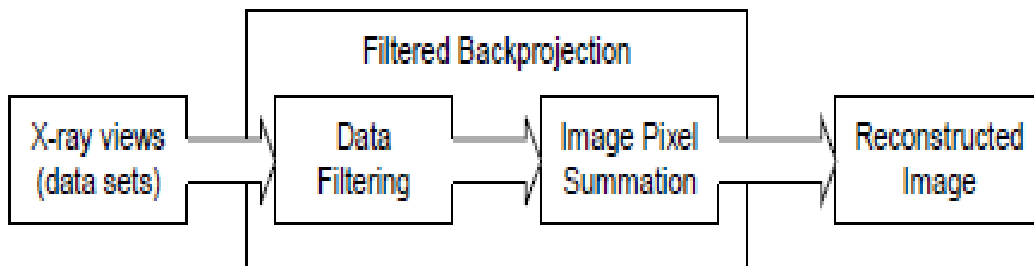 Filtered Backprojection
X-ray views
(data sets)
Data
Filtering
Image Pixel
Summation
Reconstructed
Image